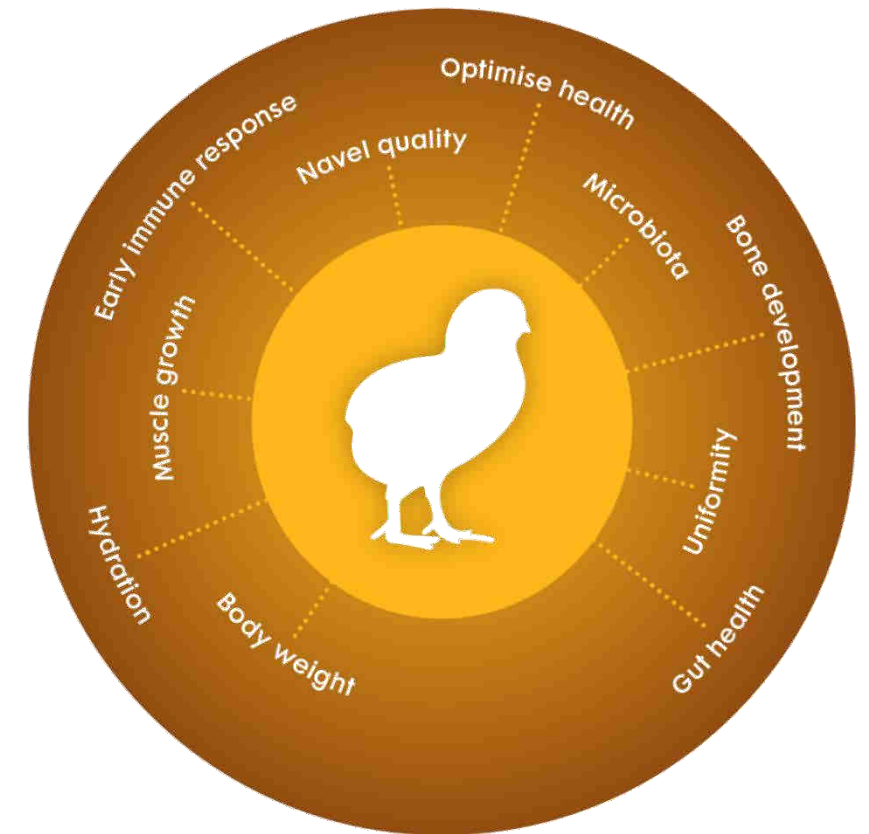 Optimise health
Microbiota
Bone development
Uniformity
Gut health
Body weight
Hydration
Muscle growth
Early immune response
Navel quality